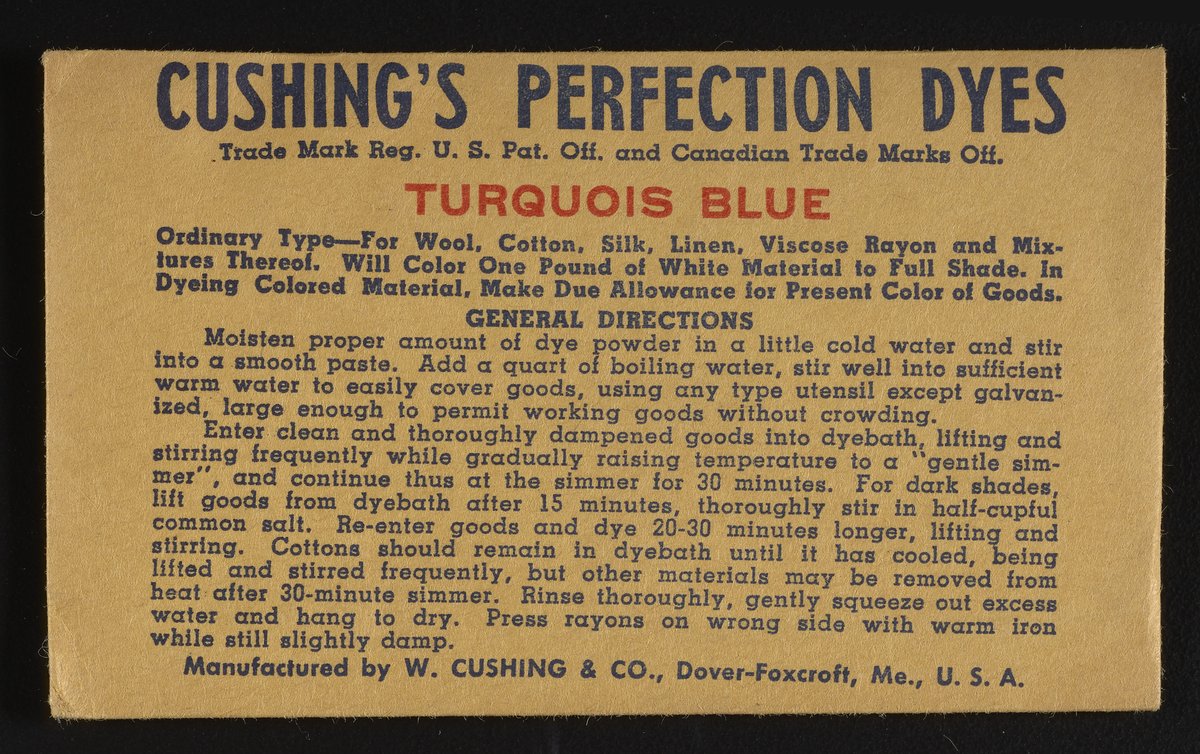 CUSHING'S PERFECTION DYES
Trade Mark Reg. U. S. Pat. Off. and Canadian Trade Marks Off.
TURQUOIS BLUE
Ordinary Type—For Wool, Cotton, Silk, Linen, Viscose Rayon and Mix-
tures Thereof. Will Color One Pound of White Material to Full Shade. In
Dyeing Colored Material, Make Due Allowance for Present Color of Goods.
GENERAL DIRECTIONS
Moisten proper amount of dye powder in a little cold water and stir
into a smooth paste. Add a quart of boiling water, stir well into sufficient
warm water to easily cover goods, using any type utensil except galvan-
ized, large enough to permit working goods without crowding.
Enter clean and thoroughly dampened goods into dyebath, lifting and
stirring frequently while gradually raising temperature to a "gentle sim-
mer", and continue thus at the simmer for 30 minutes. For dark shades,
lift goods from dyebath after 15 minutes, thoroughly stir in half-cupful
common salt. Re-enter goods and dye 20-30 minutes longer, lifting and
stirring. Cottons should remain in dyebath until it has cooled, being
lifted and stirred frequently, but other materials may be removed from
heat after 30-minute simmer. Rinse thoroughly, gently squeeze out excess
water and hang to dry. Press rayons on wrong side with warm iron
while still slightly damp.
Manufactured by W. CUSHING & CO., Dover-Foxcroft, Me., U. S. A.